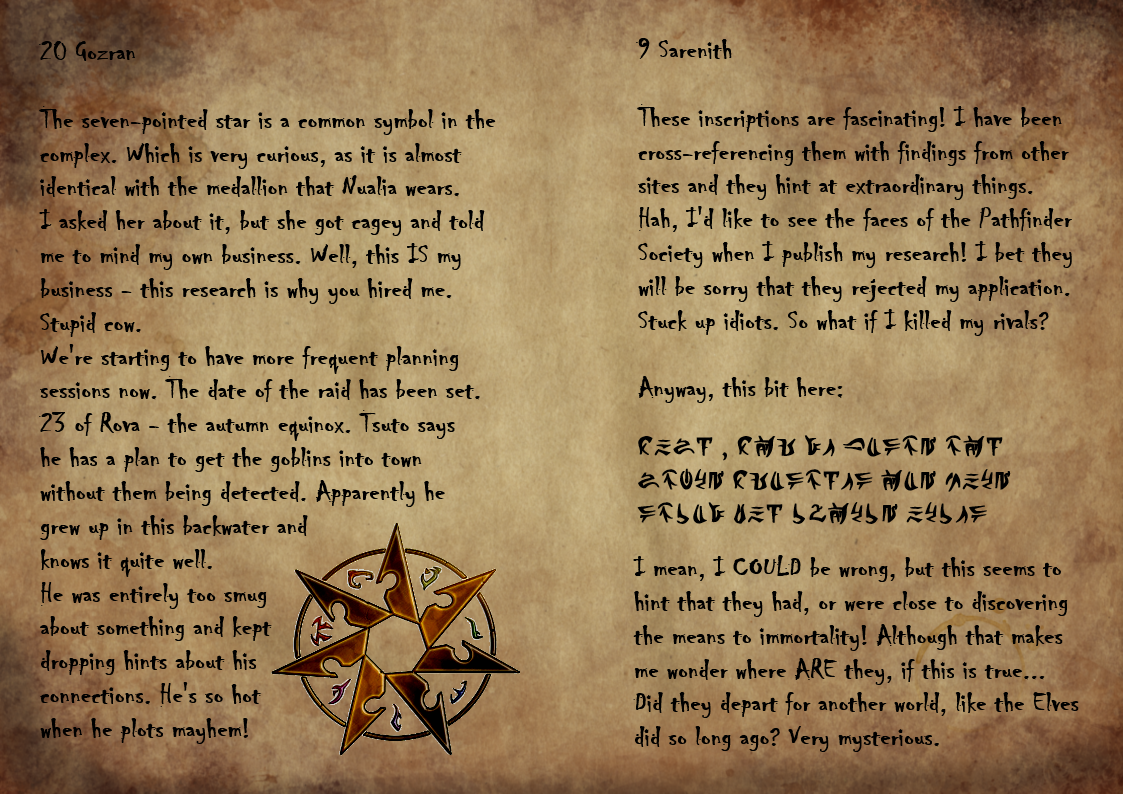 20 Gozran
The seven-pointed star is a common symbol in the
complex. Which is very curious, as it is almost
identical with the medallion that Nualia wears.
I asked her about it, but she got cagey and told
me to mind my own business. Well, this IS my
business - this research is why you hired me.
Stupid cow.
We're starting to have more frequent planning
sessions now. The date of the raid has been set.
23 of Rova - the autumn equinox. Tsuto says
he has a plan to get the goblins into town
without them being detected. Apparently he
grew up in this backwater and
knows it quite well.
He was entirely too smug
about something and kept
dropping hints about his
connections. He's so hot
when he plots mayhem!
9 Sarenith
These inscriptions are fascinating! I have been
cross-referencing them with findings from other
sites and they hint at extraordinary things.
Hah, I'd like to see the faces of the Pathfinder
Society when I publish my research! I bet they
will be sorry that they rejected my application.
Stuck up idiots. So what if I killed my rivals?
Anyway, this bit here:
I mean, I COULD be wrong, but this seems to
hint that they had, or were close to discovering
the means to immortality! Although that makes
me wonder where ARE they, if this is true...
Did they depart for another world, like the Elves
did so long ago? Very mysterious.